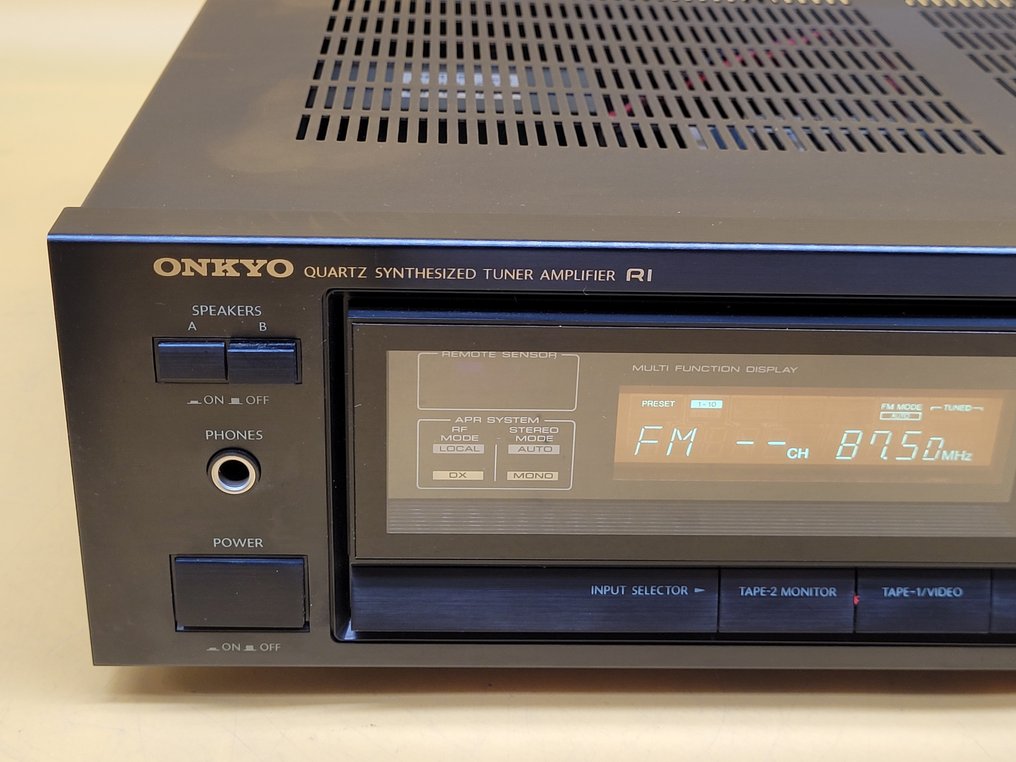 ONKYO QUARTZ SYNTHESIZED TUNER AMPLIFIER RI
SPEAKERS
A B
ON OFF
PHONES
POWER
ON OFF
REMOTE SENSOR
APR SYSTEM
RF MODE
LOCAL
DX
STEREO MODE
AUTO
MONO
MULTI FUNCTION DISPLAY
PRESET 1-10
FM MODE TUNED
AUTO
FM --CH 87.50MHz
INPUT SELECTOR
TAPE-2 MONITOR
TAPE-1/VIDEO